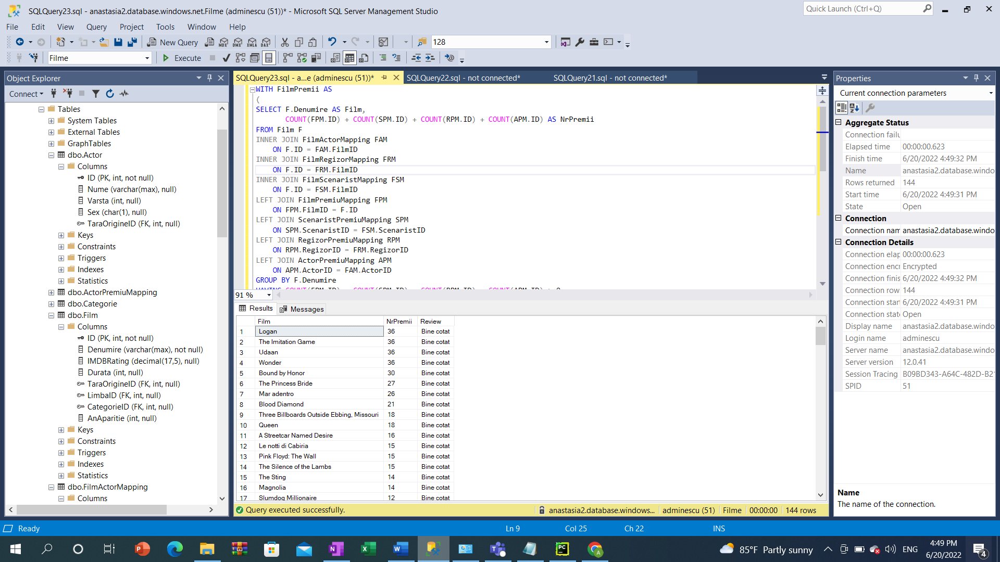 SQLQuery23.sql - anastasia2.database.windows.net.Filme (adminescu (51))* - Microsoft SQL Server Management Studio
Quick Launch (Ctrl+Q)
File Edit View Query Project Tools Window Help
New Query MDX DMX XMLA DAX 128
Filme Execute
Object Explorer
Connect
Tables
System Tables
External Tables
GraphTables
dbo.Actor
Columns
ID (PK, int, not null)
Nume (varchar(max), null)
Varsta (int, null)
Sex (char(1), null)
TaraOrigineID (FK, int, null)
Keys
Constraints
Triggers
Indexes
Statistics
dbo.ActorPremiuMapping
dbo.Categorie
dbo.Film
Columns
ID (PK, int, not null)
Denumire (varchar(max), not null)
IMDBRating (decimal(17,5), null)
Durata (int, null)
TaraOrigineID (FK, int, null)
LimbaID (FK, int, null)
CategorieID (FK, int, null)
AnAparitie (int, null)
Keys
Constraints
Triggers
Indexes
Statistics
dbo.FilmActorMapping
Columns
SQLQuery23.sql - a...e (adminescu (51))* SQLQuery22.sql - not connected* SQLQuery21.sql - not connected*
WITH FilmPremii AS
(
SELECT F.Denumire AS Film,
COUNT(FPM.ID) + COUNT(SPM.ID) + COUNT(RPM.ID) + COUNT(APM.ID) AS NrPremii
FROM Film F
INNER JOIN FilmActorMapping FAM
ON F.ID = FAM.FilmID
INNER JOIN FilmRegizorMapping FRM
ON F.ID = FRM.FilmID
INNER JOIN FilmScenaristMapping FSM
ON F.ID = FSM.FilmID
LEFT JOIN FilmPremiuMapping FPM
ON FPM.FilmID = F.ID
LEFT JOIN ScenaristPremiuMapping SPM
ON SPM.ScenaristID = FSM.ScenaristID
LEFT JOIN RegizorPremiuMapping RPM
ON RPM.RegizorID = FRM.RegizorID
LEFT JOIN ActorPremiuMapping APM
ON APM.ActorID = FAM.ActorID
GROUP BY F.Denumire
91 %
Results Messages
Film NrPremii Review
1 Logan 36 Bine cotat
2 The Imitation Game 36 Bine cotat
3 Udaan 36 Bine cotat
4 Wonder 36 Bine cotat
5 Bound by Honor 30 Bine cotat
6 The Princess Bride 27 Bine cotat
7 Mar adentro 26 Bine cotat
8 Blood Diamond 21 Bine cotat
9 Three Billboards Outside Ebbing, Missouri 18 Bine cotat
10 Queen 18 Bine cotat
11 A Streetcar Named Desire 16 Bine cotat
12 Le notti di Cabiria 15 Bine cotat
13 Pink Floyd: The Wall 15 Bine cotat
14 The Silence of the Lambs 15 Bine cotat
15 The Sting 14 Bine cotat
16 Magnolia 14 Bine cotat
17 Slumdog Millionaire 12 Bine cotat
Query executed successfully. anastasia2.database.windows... adminescu (51) Filme 00:00:00 144 rows
Properties
Current connection parameters
Aggregate Status
Connection failu
Elapsed time 00:00:00.623
Finish time 6/20/2022 4:49:32 PM
Name anastasia2.database.windo
Rows returned 144
Start time 6/20/2022 4:49:31 PM
State Open
Connection
Connection nam anastasia2.database.windo
Connection Details
Connection elap 00:00:00.623
Connection encr Encrypted
Connection finis 6/20/2022 4:49:32 PM
Connection row 144
Connection start 6/20/2022 4:49:31 PM
Connection state Open
Display name anastasia2.database.windo
Login name adminescu
Server name anastasia2.database.windo
Server version 12.0.41
Session Tracing B09BD343-A64C-482D-B21
SPID 51
Name
The name of the connection.
Ready Ln 9 Col 25 Ch 22 INS
85°F Partly sunny ENG 4:49 PM
6/20/2022 4